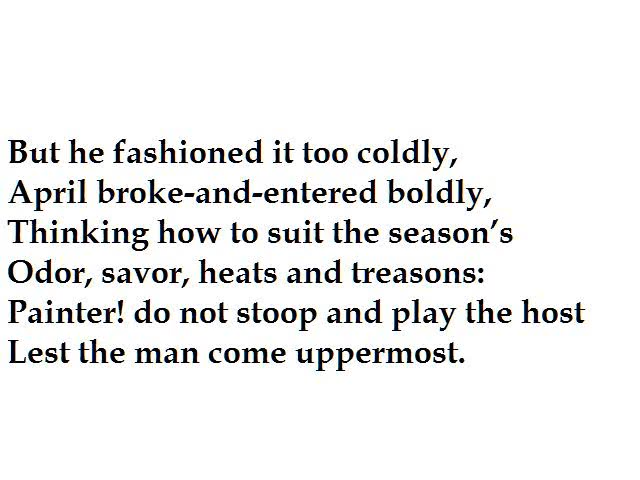 But he fashioned it too coldly,
April broke-and-entered boldly,
Thinking how to suit the season’s
Odor, savor, heats and treasons:
Painter! do not stoop and play the host
Lest the man come uppermost.